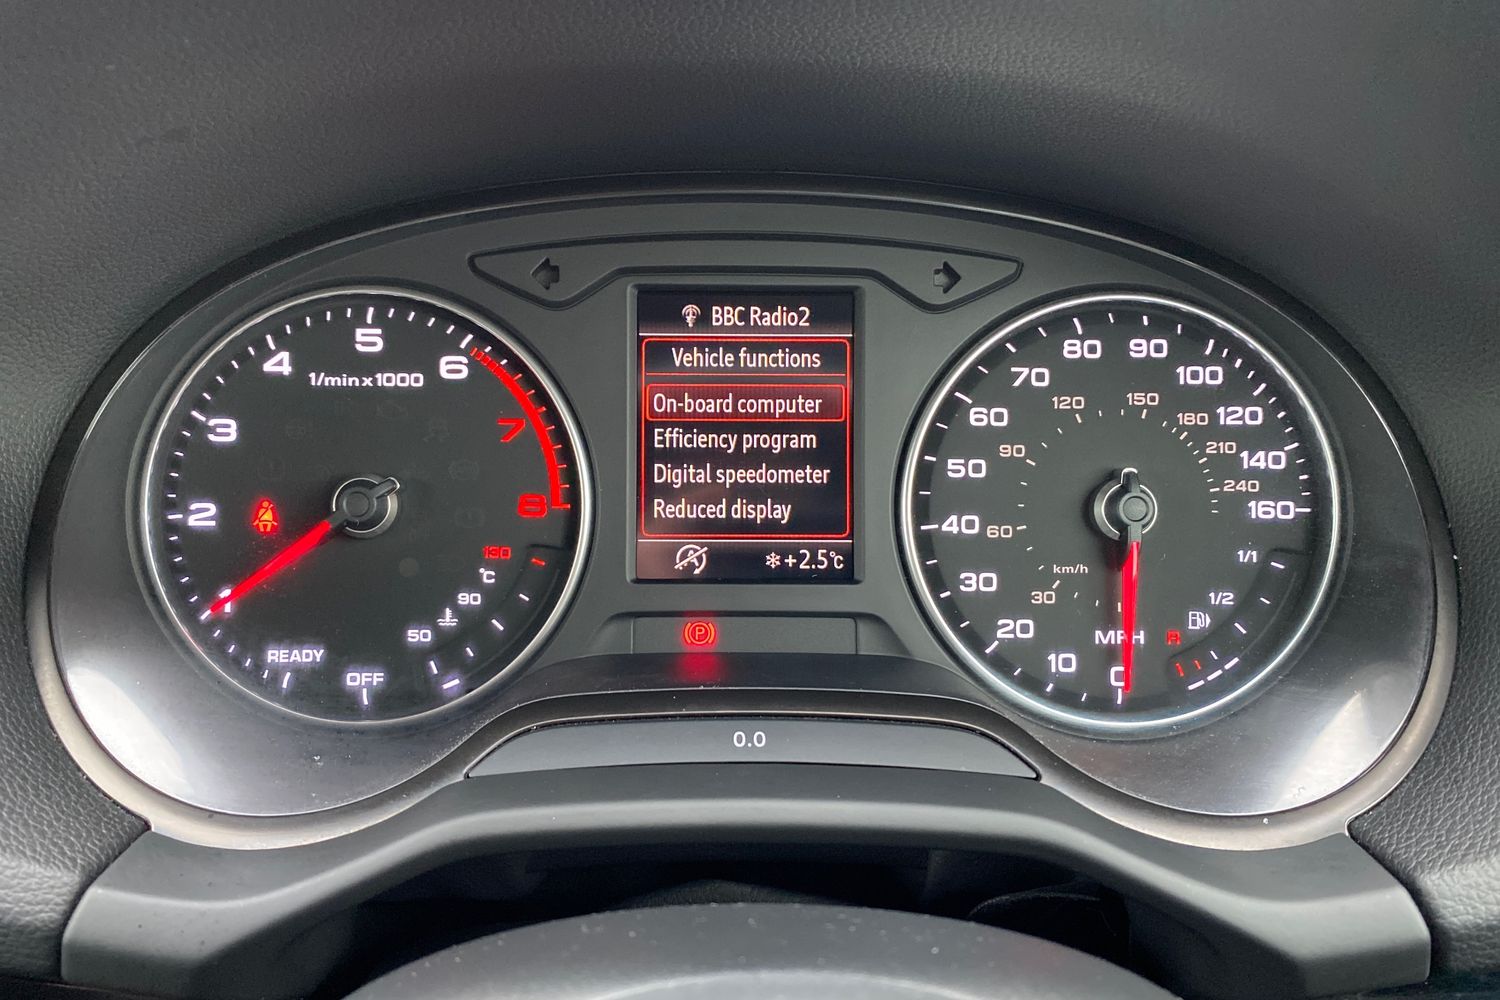 BBC Radio2
Vehicle functions
On-board computer
Efficiency program
Digital speedometer
Reduced display
+2.5°C
P
0.0
1/min x 1000
1
2
3
4
5
6
7
8
READY
OFF
130
°C
90
50
0
10
20
30
40
50
60
70
80
90
100
120
140
160
MPH
km/h
30
60
90
120
150
180
210
240
1/1
1/2
R